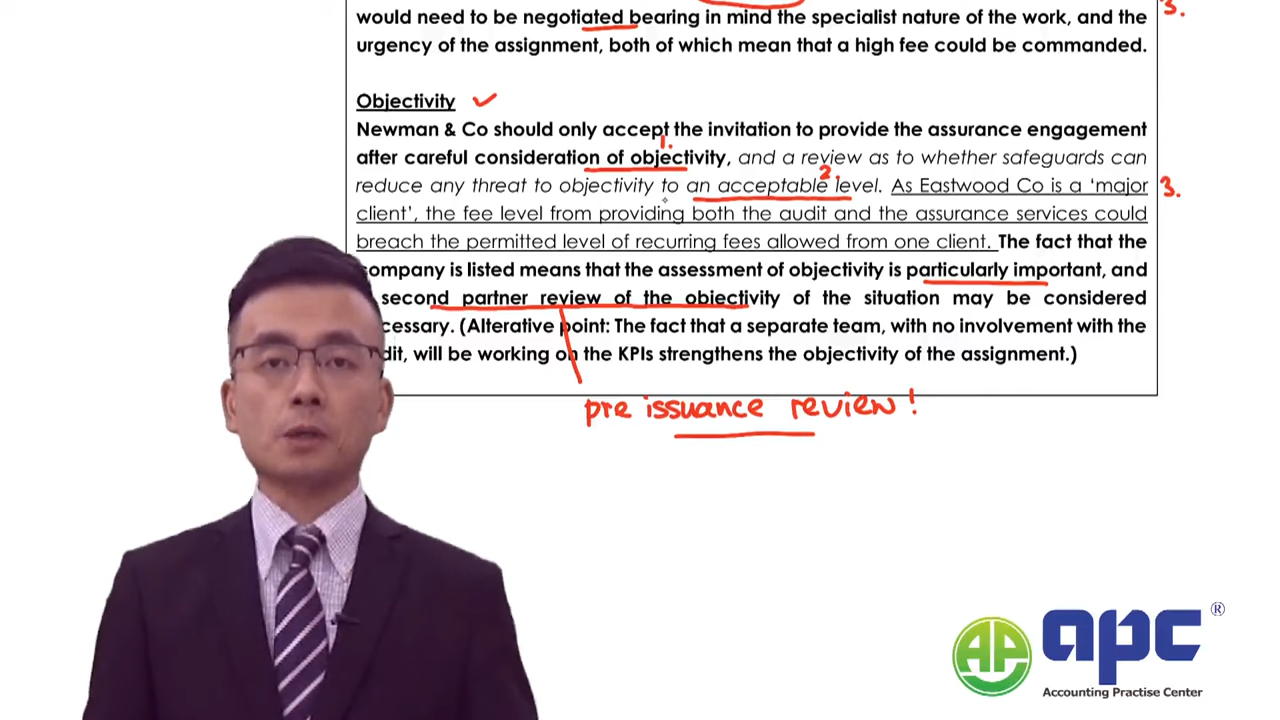 would need to be negotiated bearing in mind the specialist nature of the work, and the 3.
urgency of the assignment, both of which mean that a high fee could be commanded.
Objectivity ✓
Newman & Co should only accept the invitation to provide the assurance engagement
1.
after careful consideration of objectivity, and a review as to whether safeguards can
2.
reduce any threat to objectivity to an acceptable level. As Eastwood Co is a ‘major 3.
client’, the fee level from providing both the audit and the assurance services could
breach the permitted level of recurring fees allowed from one client. The fact that the
company is listed means that the assessment of objectivity is particularly important, and
second partner review of the objectivity of the situation may be considered
cessary. (Alterative point: The fact that a separate team, with no involvement with the
dit, will be working on the KPIs strengthens the objectivity of the assignment.)
pre issuance review!
AP apc ®
Accounting Practise Center